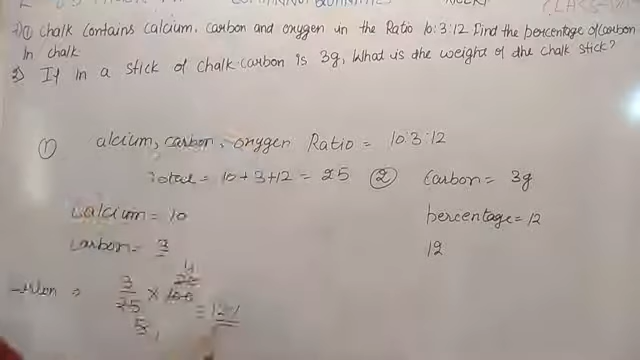 ① Chalk Contains Calcium, Carbon and oxygen in the Ratio 10:3:12 Find the percentage of Carbon
in chalk.
2) If in a stick of chalk carbon is 3g, What is the weight of the chalk stick?
① alcium, carbon, oxygen Ratio = 10:3:12
Total = 10+3+12 = 25
Calcium = 10
Carbon = 3
3/25 × 100 = 12%
4
5
② Carbon = 3g
percentage = 12
12